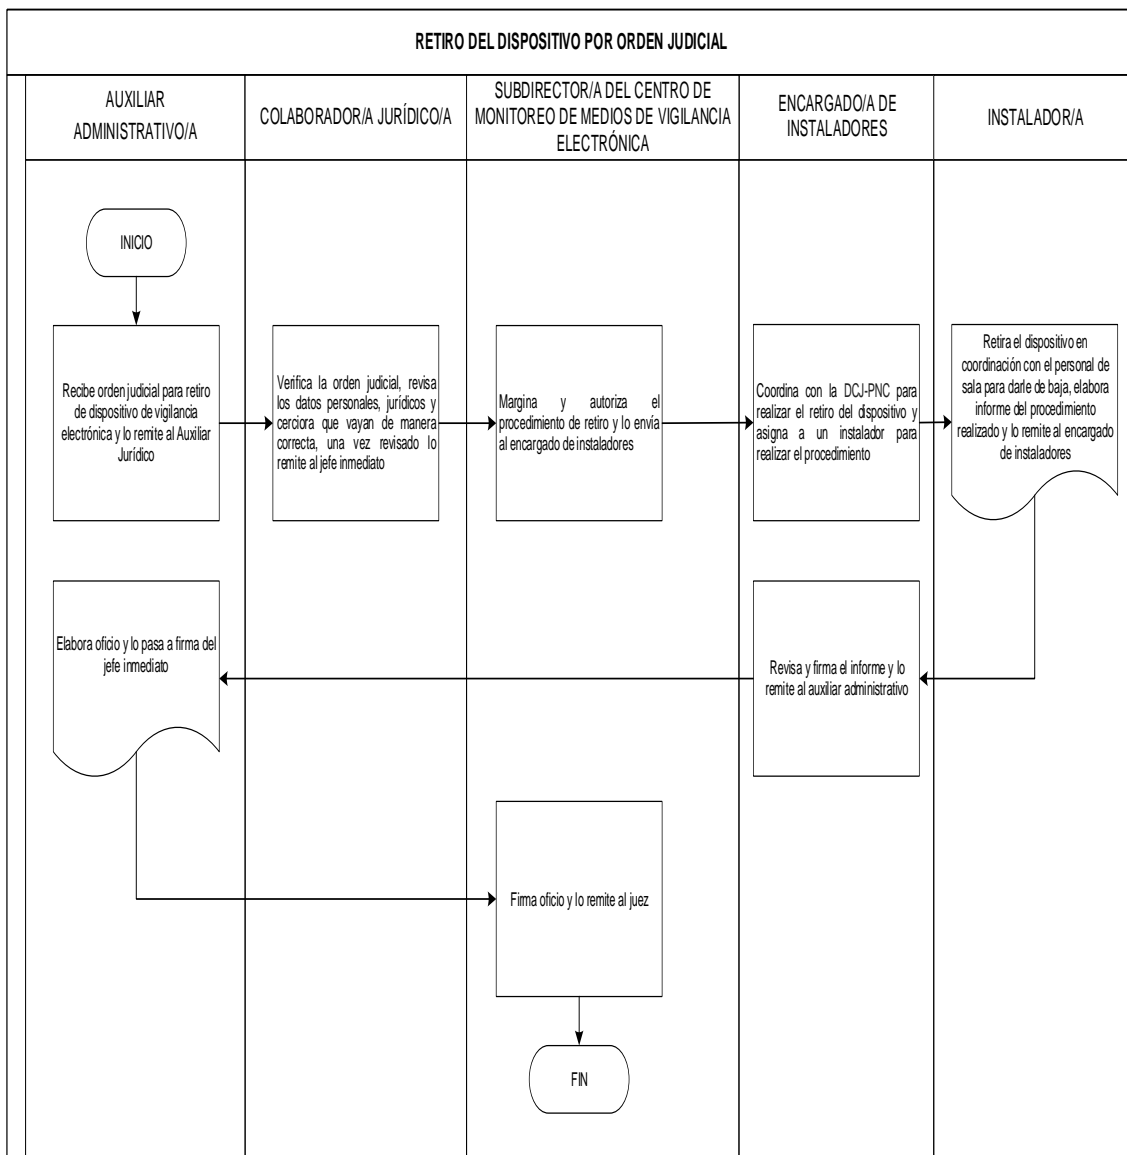 RETIRO DEL DISPOSITIVO POR ORDEN JUDICIAL
AUXILIAR
ADMINISTRATIVO/A
COLABORADOR/A JURÍDICO/A
SUBDIRECTOR/A DEL CENTRO DE
MONITOREO DE MEDIOS DE VIGILANCIA
ELECTRÓNICA
ENCARGADO/A DE
INSTALADORES
INSTALADOR/A
INICIO
Recibe orden judicial para retiro
de dispositivo de vigilancia
electrónica y lo remite al Auxiliar
Jurídico
Verifica la orden judicial, revisa
los datos personales, jurídicos y
cerciora que vayan de manera
correcta, una vez revisado lo
remite al jefe inmediato
Margina y autoriza el
procedimiento de retiro y lo envía
al encargado de instaladores
Coordina con la DCJ-PNC para
realizar el retiro del dispositivo y
asigna a un instalador para
realizar el procedimiento
Retira el dispositivo en
coordinación con el personal de
sala para darle de baja, elabora
informe del procedimiento
realizado y lo remite al encargado
de instaladores
Elabora oficio y lo pasa a firma del
jefe inmediato
Revisa y firma el informe y lo
remite al auxiliar administrativo
Firma oficio y lo remite al juez
FIN